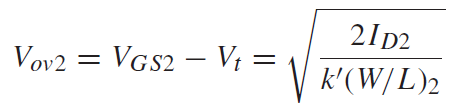 V_{ov2} = V_{GS2} − V_t = \sqrt{\frac{2I_{D2}}{k'(W/L)_2}}